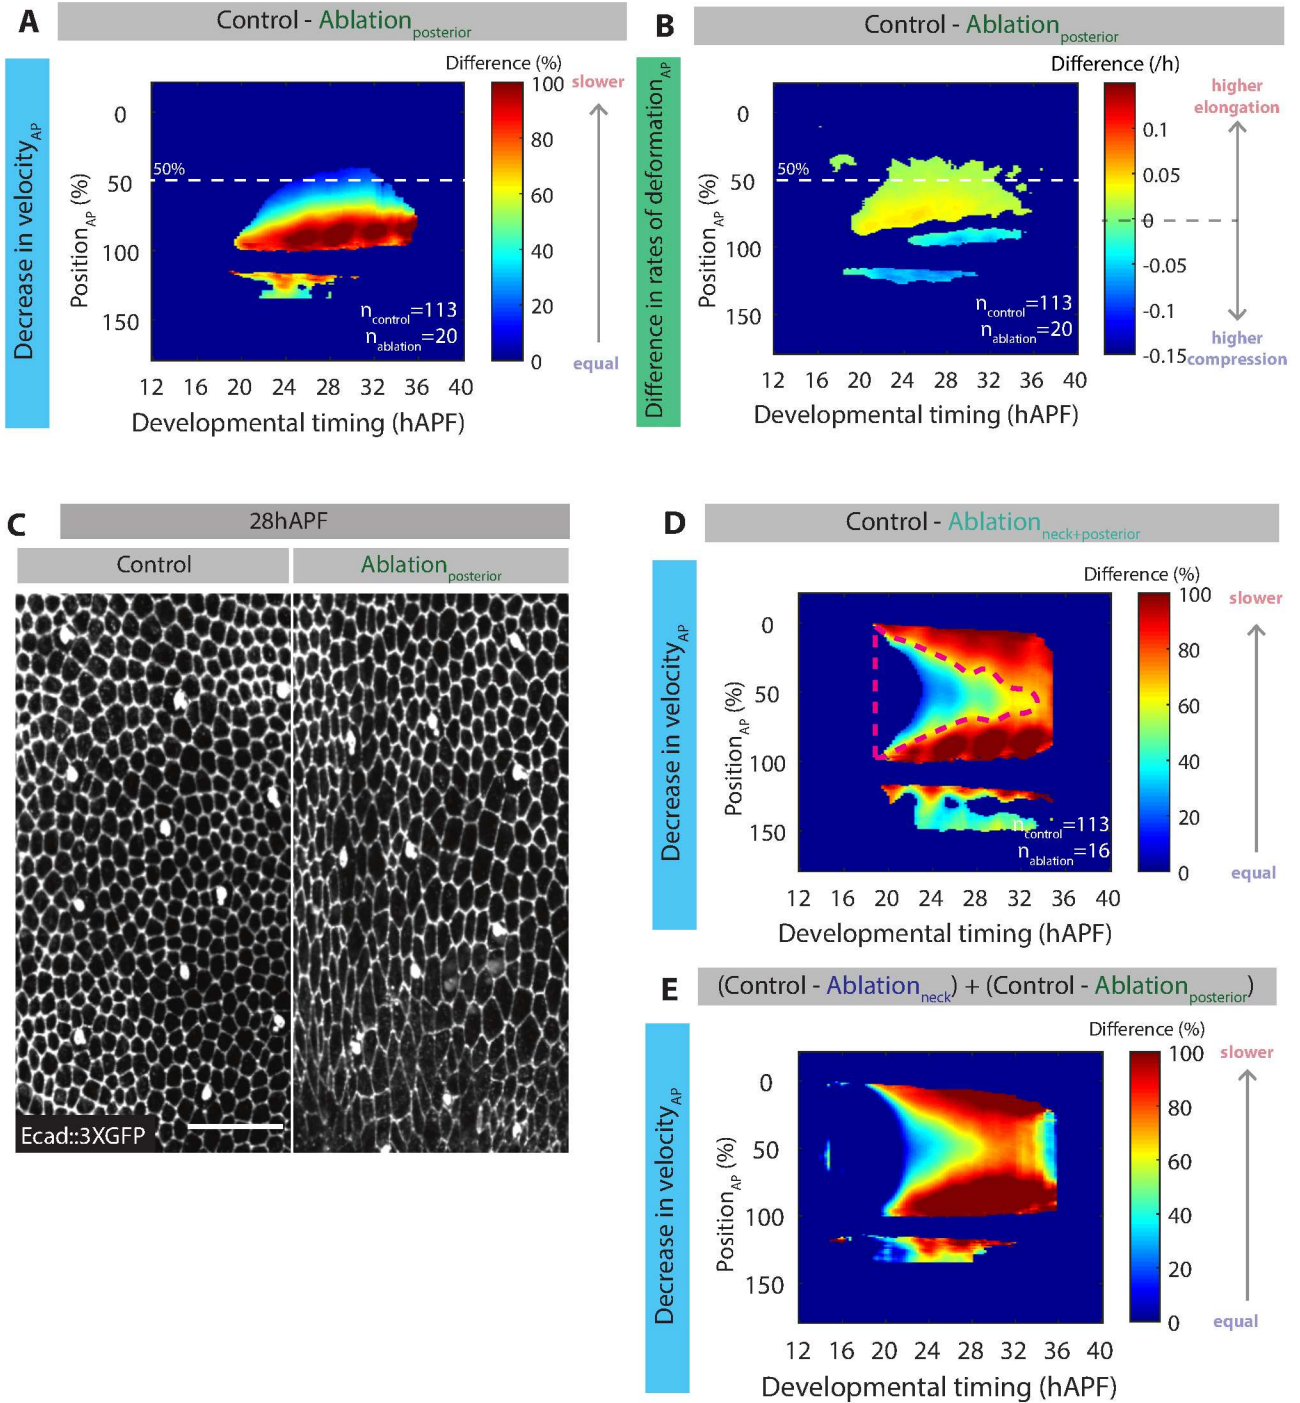 A
Control - Ablation posterior
Decrease in velocity AP
Difference (%)
slower
equal
100
80
60
40
20
0
Position AP (%)
0
50
100
150
50%
n control=113
n ablation=20
12 16 20 24 28 32 36 40
Developmental timing (hAPF)
B
Control - Ablation posterior
Difference in rates of deformation AP
Difference (/h)
higher
elongation
0.1
0.05
0
-0.05
-0.1
-0.15
higher
compression
Position AP (%)
0
50
100
150
50%
n control=113
n ablation=20
12 16 20 24 28 32 36 40
Developmental timing (hAPF)
C
28hAPF
Control
Ablation posterior
Ecad::3XGFP
D
Control - Ablation neck+posterior
Decrease in velocity AP
Difference (%)
slower
equal
100
80
60
40
20
0
Position AP (%)
0
50
100
150
n control=113
n ablation=16
12 16 20 24 28 32 36 40
Developmental timing (hAPF)
E
(Control - Ablation neck) + (Control - Ablation posterior)
Decrease in velocity AP
Difference (%)
slower
equal
100
80
60
40
20
0
Position AP (%)
0
50
100
150
12 16 20 24 28 32 36 40
Developmental timing (hAPF)